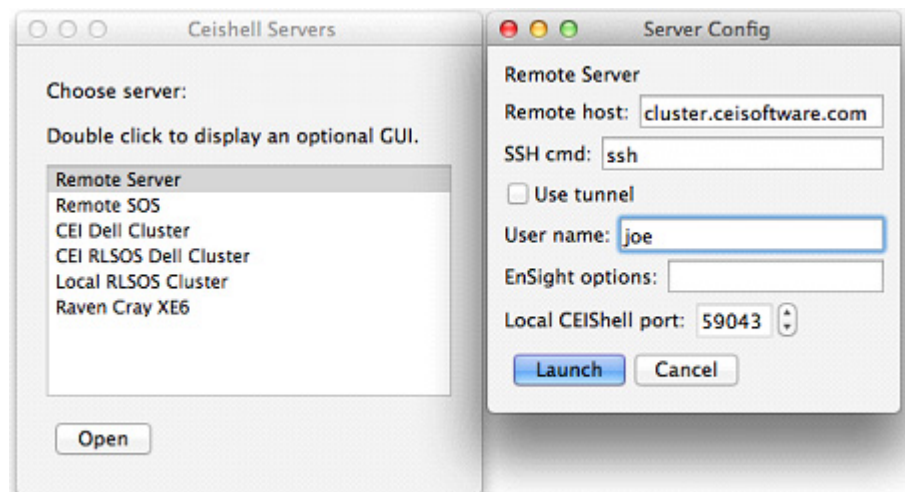 Ceishell Servers
Choose server:
Double click to display an optional GUI.
Remote Server
Remote SOS
CEI Dell Cluster
CEI RLSOS Dell Cluster
Local RLSOS Cluster
Raven Cray XE6
Open
Server Config
Remote Server
Remote host: cluster.ceisoftware.com
SSH cmd: ssh
Use tunnel
User name: joe
EnSight options:
Local CEIShell port: 59043
Launch Cancel